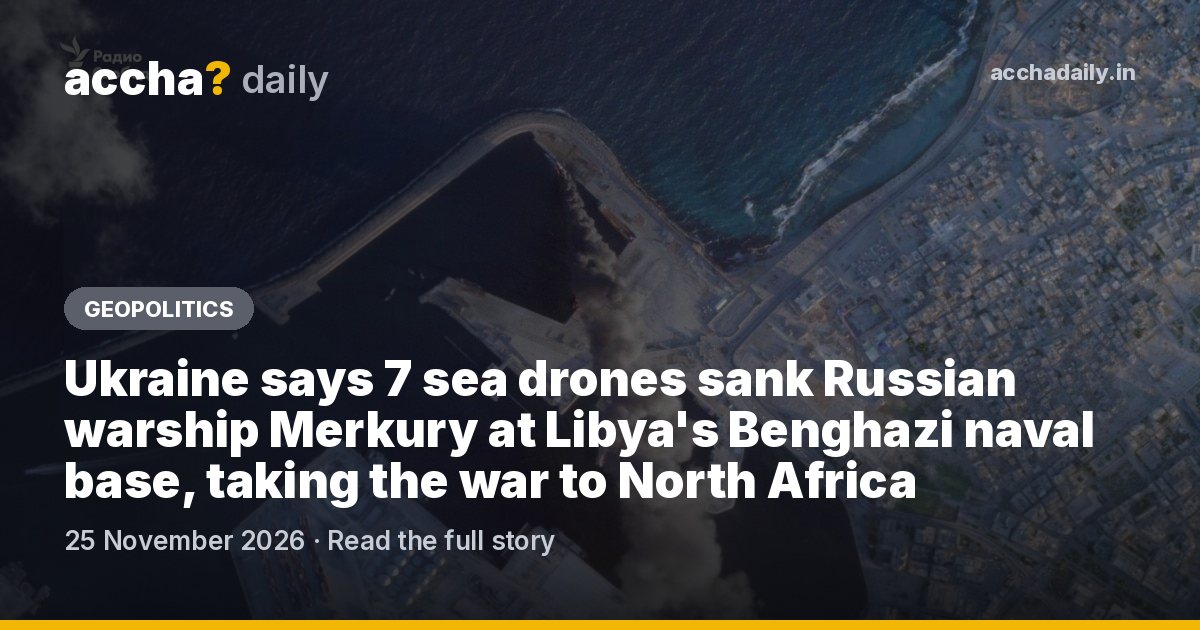 Радио
accha? daily
acchadaily.in
GEOPOLITICS
Ukraine says 7 sea drones sank Russian
warship Merkury at Libya's Benghazi naval
base, taking the war to North Africa
25 November 2026 · Read the full story